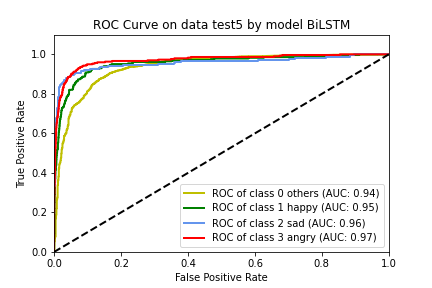 ROC Curve on data test5 by model BiLSTM
True Positive Rate
1.0
0.8
0.6
0.4
0.2
0.0
ROC of class 0 others (AUC: 0.94)
ROC of class 1 happy (AUC: 0.95)
ROC of class 2 sad (AUC: 0.96)
ROC of class 3 angry (AUC: 0.97)
0.0 0.2 0.4 0.6 0.8 1.0
False Positive Rate